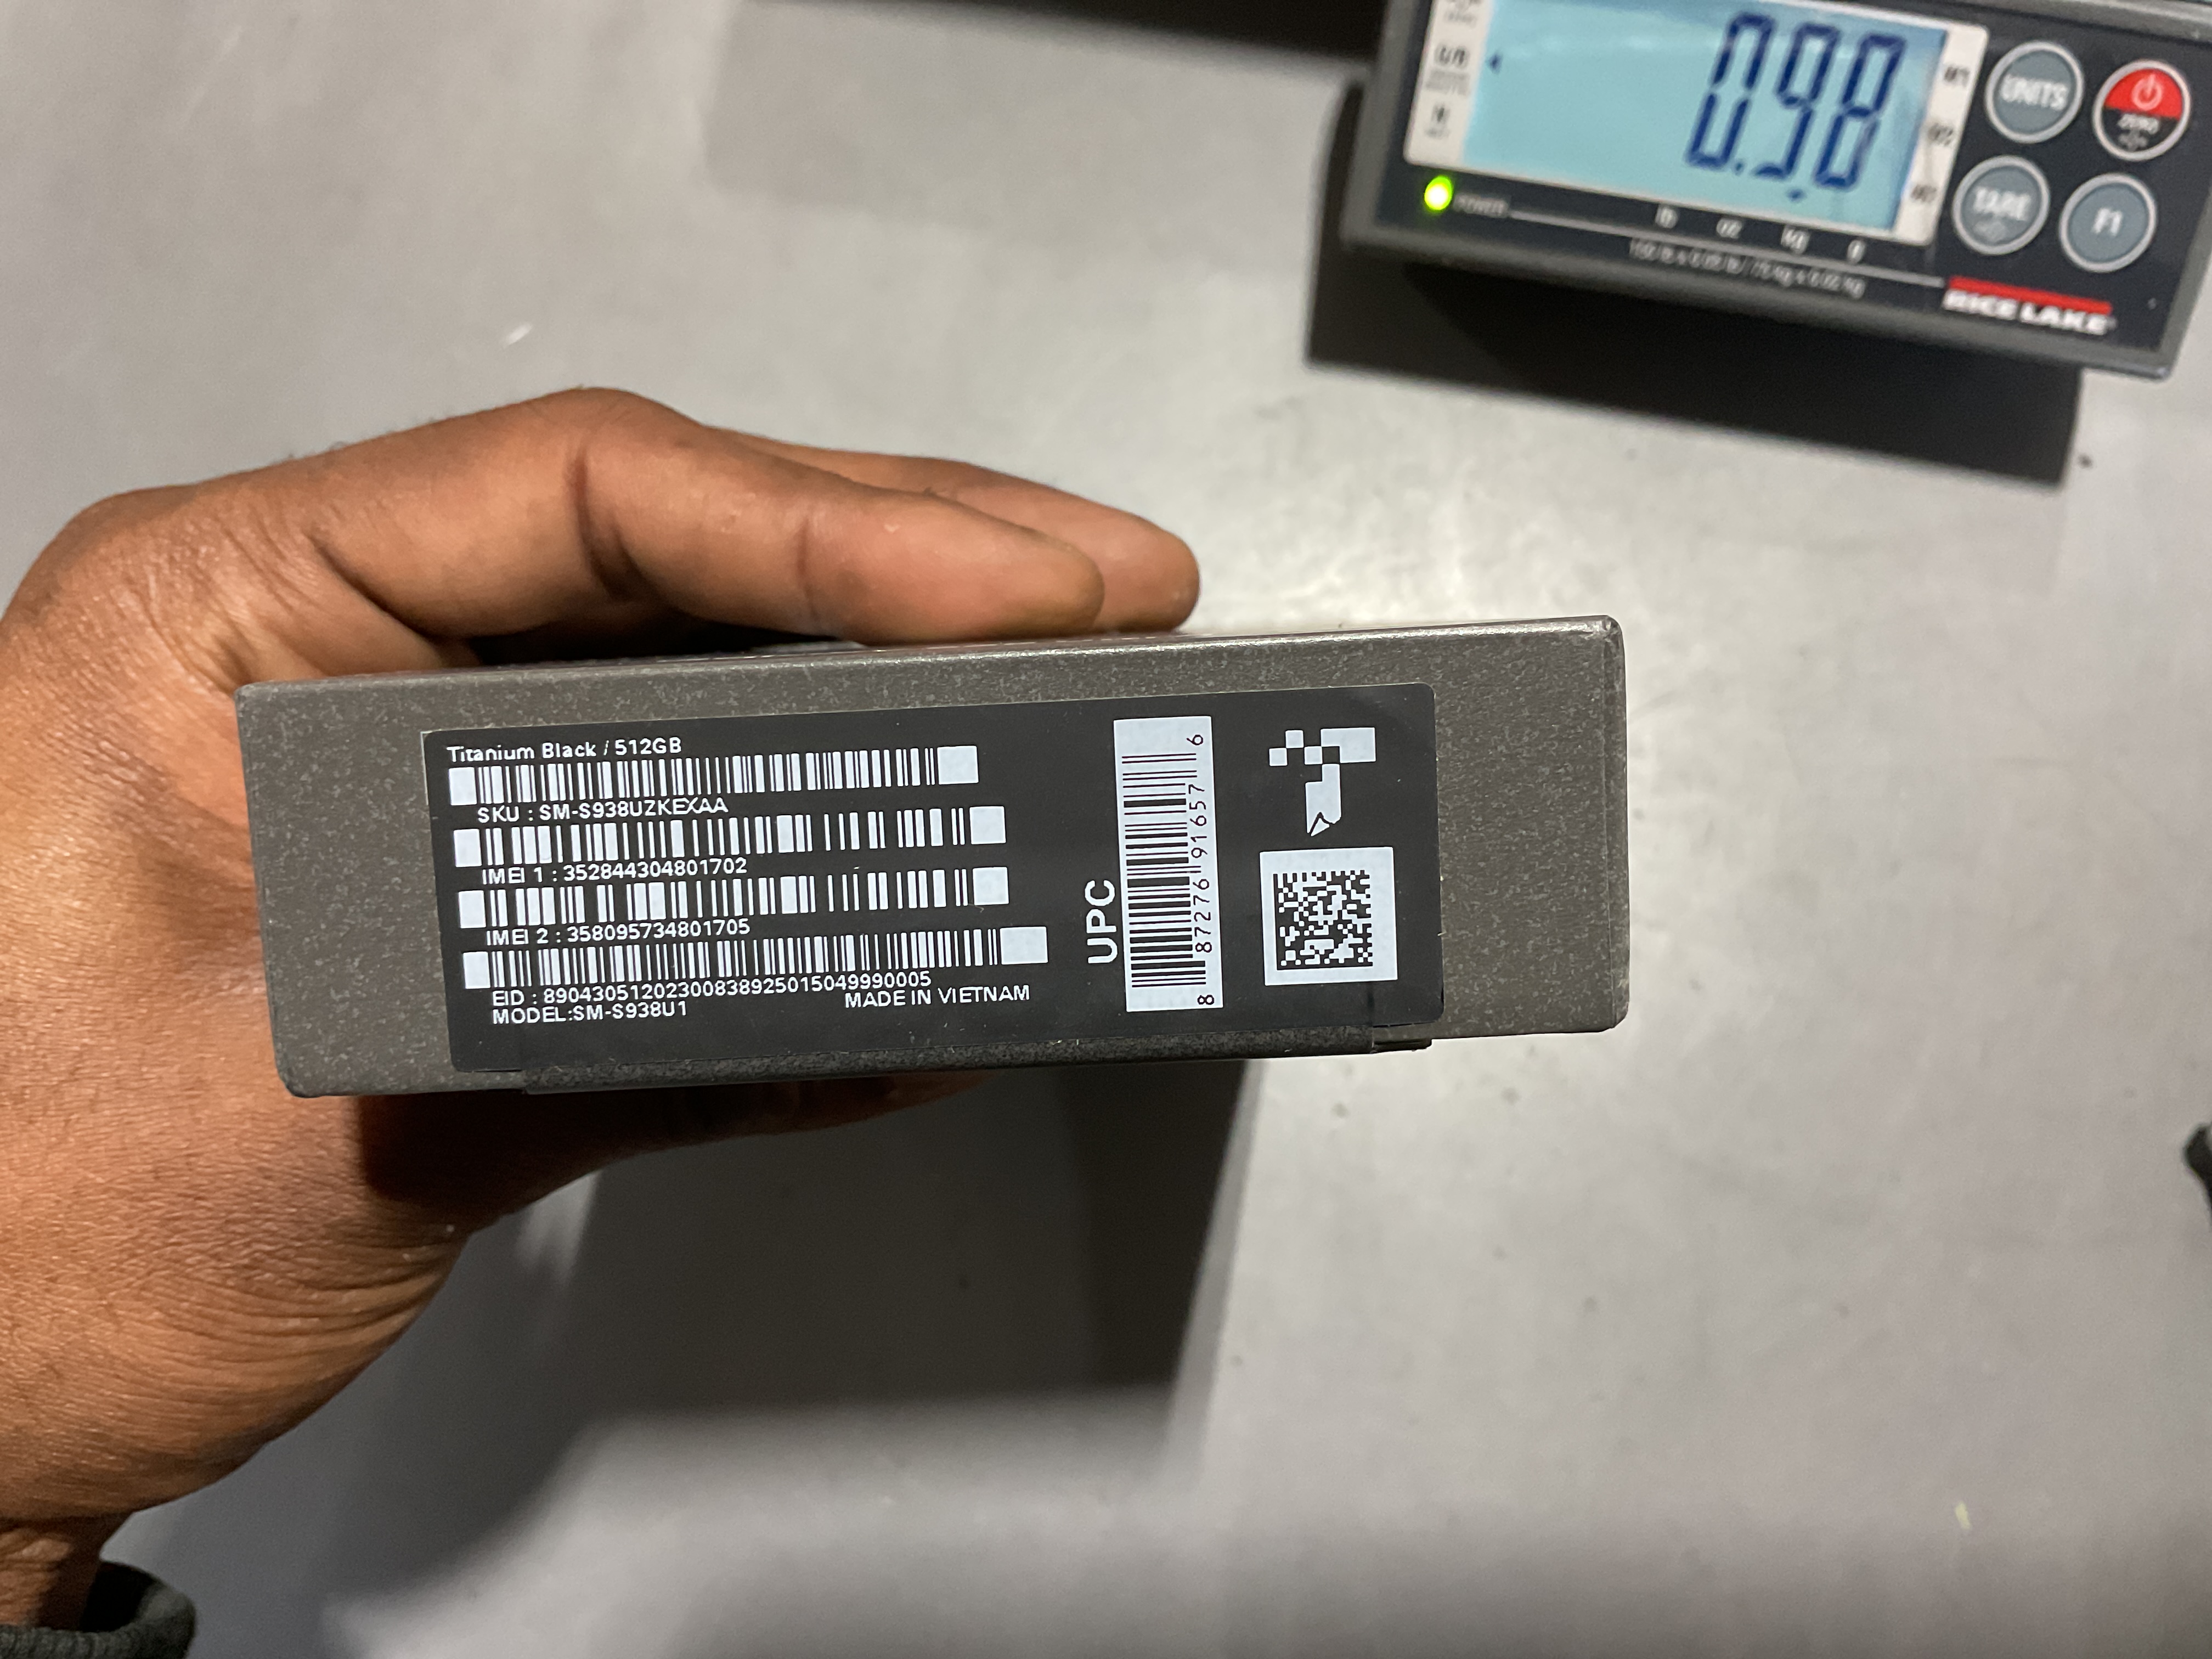 0.98
UNITS
ZERO
TARE
F1
POWER
lb oz kg g
RICE LAKE
Titanium Black / 512GB
SKU : SM-S938UZKEXAA
IMEI 1 : 352844304801702
IMEI 2 : 358095734801705
EID : 89043051202300838925015049990005
MADE IN VIETNAM
MODEL:SM-S938U1
UPC
8 87276 91657 6